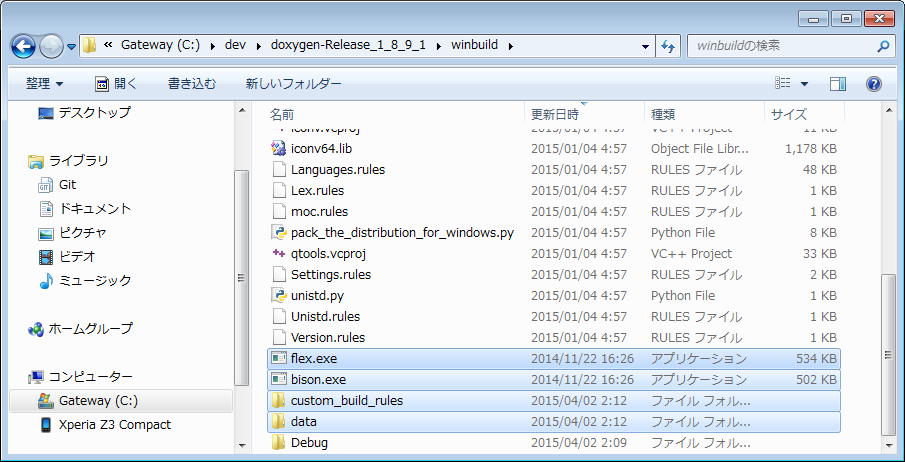 « Gateway (C:) ▸ dev ▸ doxygen-Release_1_8_9_1 ▸ winbuild ▸ winbuildの検索
整理 開く 書き込む 新しいフォルダー
デスクトップ
ライブラリ
Git
ドキュメント
ピクチャ
ビデオ
ミュージック
ホームグループ
コンピューター
Gateway (C:)
Xperia Z3 Compact
名前 更新日時 種類 サイズ
iconv.vcproj 2015/01/04 4:57 VC++ Project 11 KB
iconv64.lib 2015/01/04 4:57 Object File Libr... 1,178 KB
Languages.rules 2015/01/04 4:57 RULES ファイル 48 KB
Lex.rules 2015/01/04 4:57 RULES ファイル 1 KB
moc.rules 2015/01/04 4:57 RULES ファイル 1 KB
pack_the_distribution_for_windows.py 2015/01/04 4:57 Python File 8 KB
qtools.vcproj 2015/01/04 4:57 VC++ Project 33 KB
Settings.rules 2015/01/04 4:57 RULES ファイル 2 KB
unistd.py 2015/01/04 4:57 Python File 1 KB
Unistd.rules 2015/01/04 4:57 RULES ファイル 1 KB
Version.rules 2015/01/04 4:57 RULES ファイル 1 KB
flex.exe 2014/11/22 16:26 アプリケーション 534 KB
bison.exe 2014/11/22 16:26 アプリケーション 502 KB
custom_build_rules 2015/04/02 2:12 ファイル フォル...
data 2015/04/02 2:12 ファイル フォル...
Debug 2015/04/02 2:09 ファイル フォル...